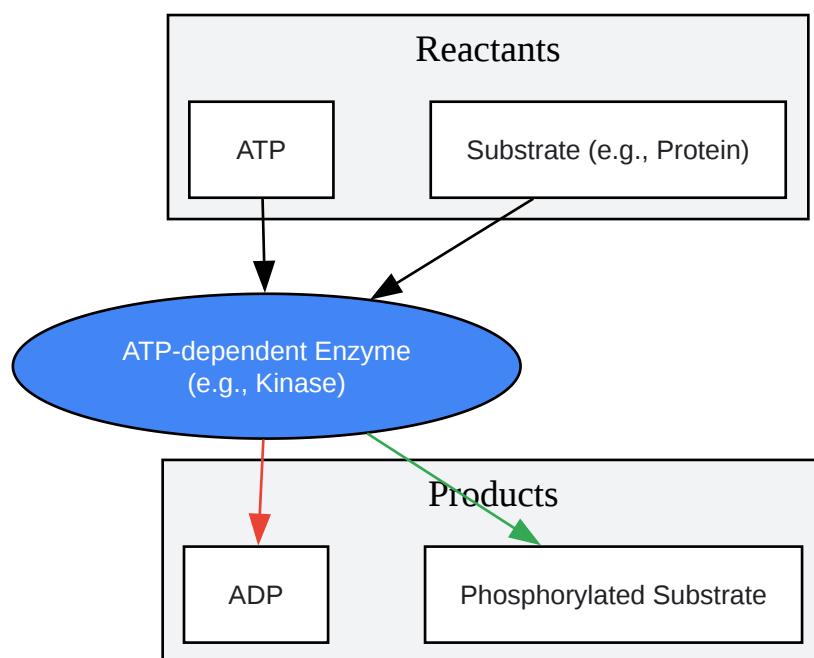 Reactants
ATP
Substrate (e.g., Protein)
ATP-dependent Enzyme
(e.g., Kinase)
Products
ADP
Phosphorylated Substrate